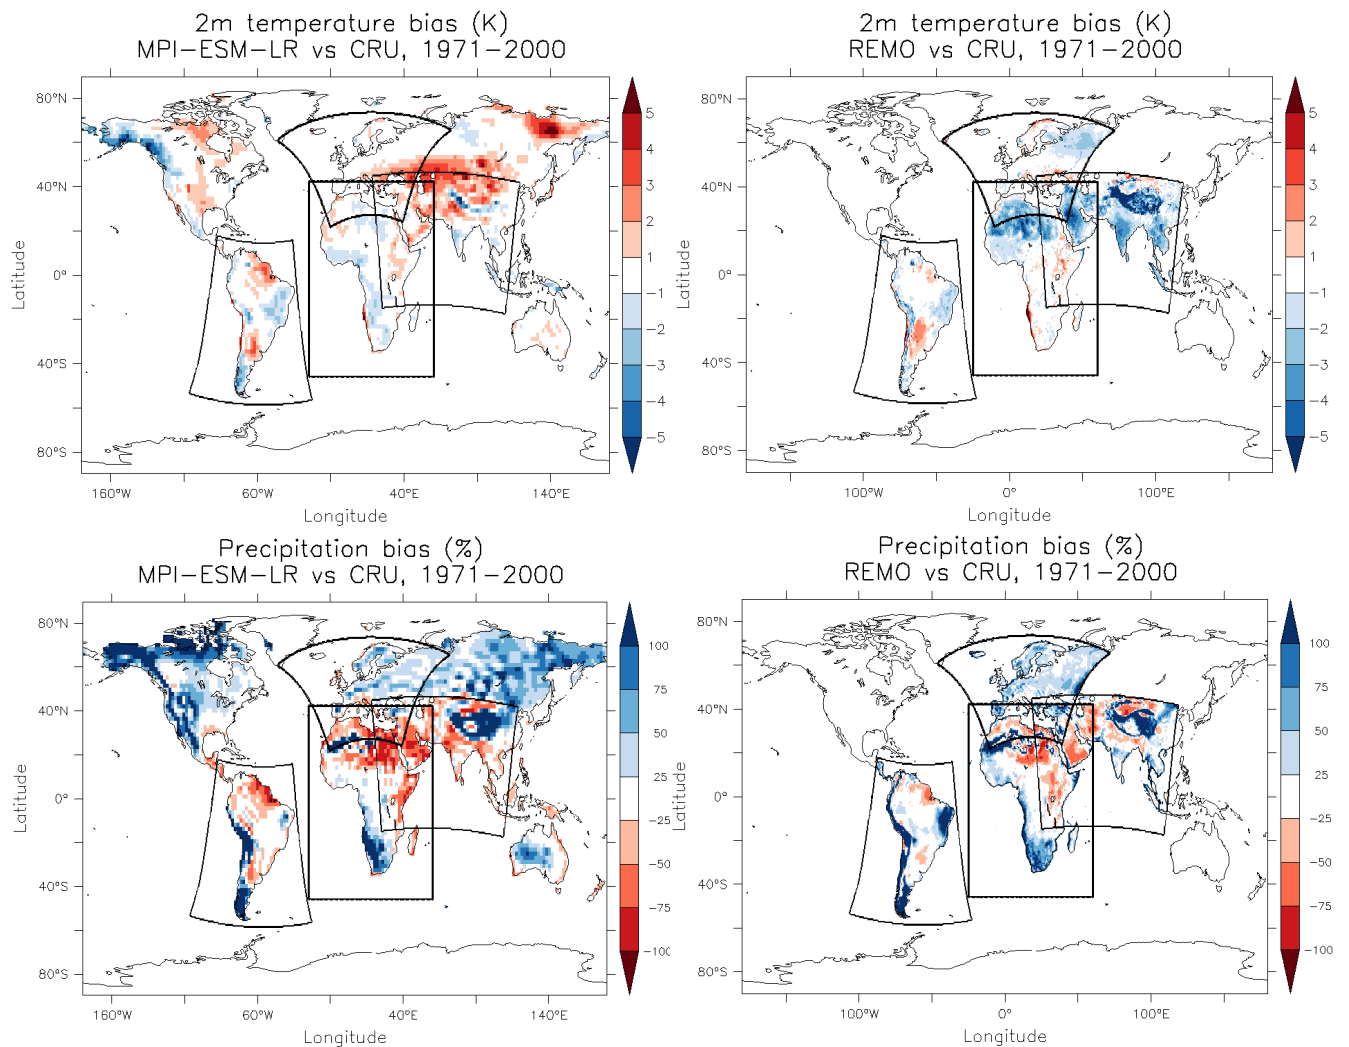 2m temperature bias (K)
MPI-ESM-LR vs CRU, 1971-2000
80°N
40°N
0°
40°S
80°S
Latitude
160°W
60°W
40°E
140°E
Longitude
5
4
3
2
1
-1
-2
-3
-4
-5
2m temperature bias (K)
REMO vs CRU, 1971-2000
80°N
40°N
0°
40°S
80°S
Latitude
100°W
0°
100°E
Longitude
5
4
3
2
1
-1
-2
-3
-4
-5
Precipitation bias (%)
MPI-ESM-LR vs CRU, 1971-2000
80°N
40°N
0°
40°S
80°S
Latitude
160°W
60°W
40°E
140°E
Longitude
100
75
50
25
-25
-50
-75
-100
Precipitation bias (%)
REMO vs CRU, 1971-2000
80°N
40°N
0°
40°S
80°S
Latitude
100°W
0°
100°E
Longitude
100
75
50
25
-25
-50
-75
-100